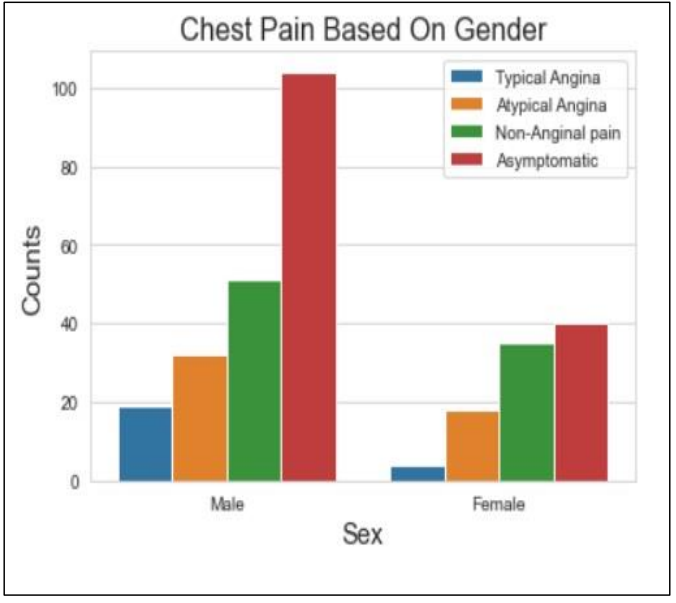 Chest Pain Based On Gender
Typical Angina
Atypical Angina
Non-Anginal pain
Asymptomatic
100
80
60
40
20
0
Counts
Male
Female
Sex